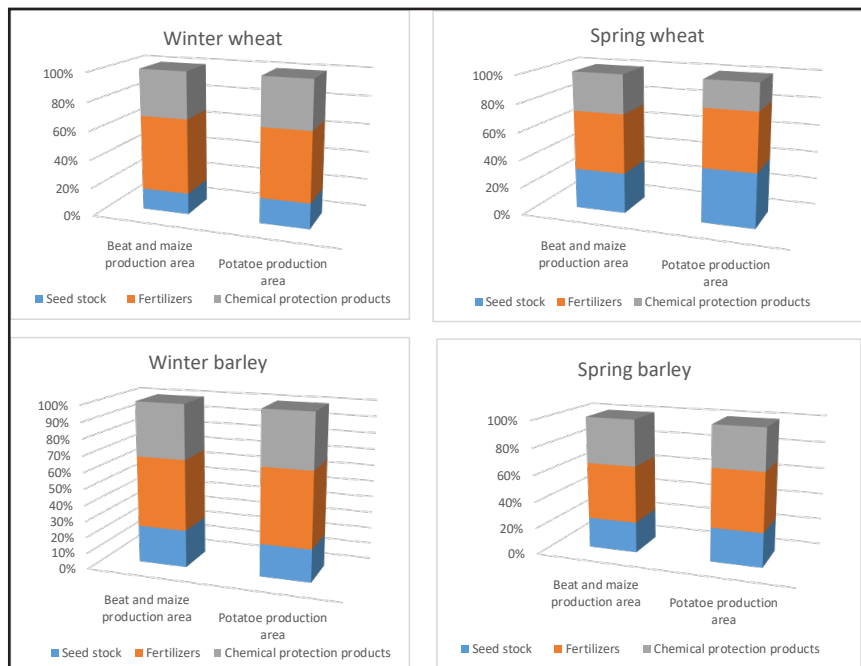 Winter wheat
100%
80%
60%
40%
20%
0%
Beat and maize
production area
Potatoe production
area
Seed stock Fertilizers Chemical protection products
Spring wheat
100%
80%
60%
40%
20%
0%
Beat and maize
production area
Potatoe production area
Seed stock Fertilizers Chemical protection products
Winter barley
100%
90%
80%
70%
60%
50%
40%
30%
20%
10%
0%
Beat and maize
production area
Potatoe production
area
Seed stock Fertilizers Chemical protection products
Spring barley
100%
80%
60%
40%
20%
0%
Beat and maize
production area
Potatoe production
area
Seed stock Fertilizers Chemical protection products